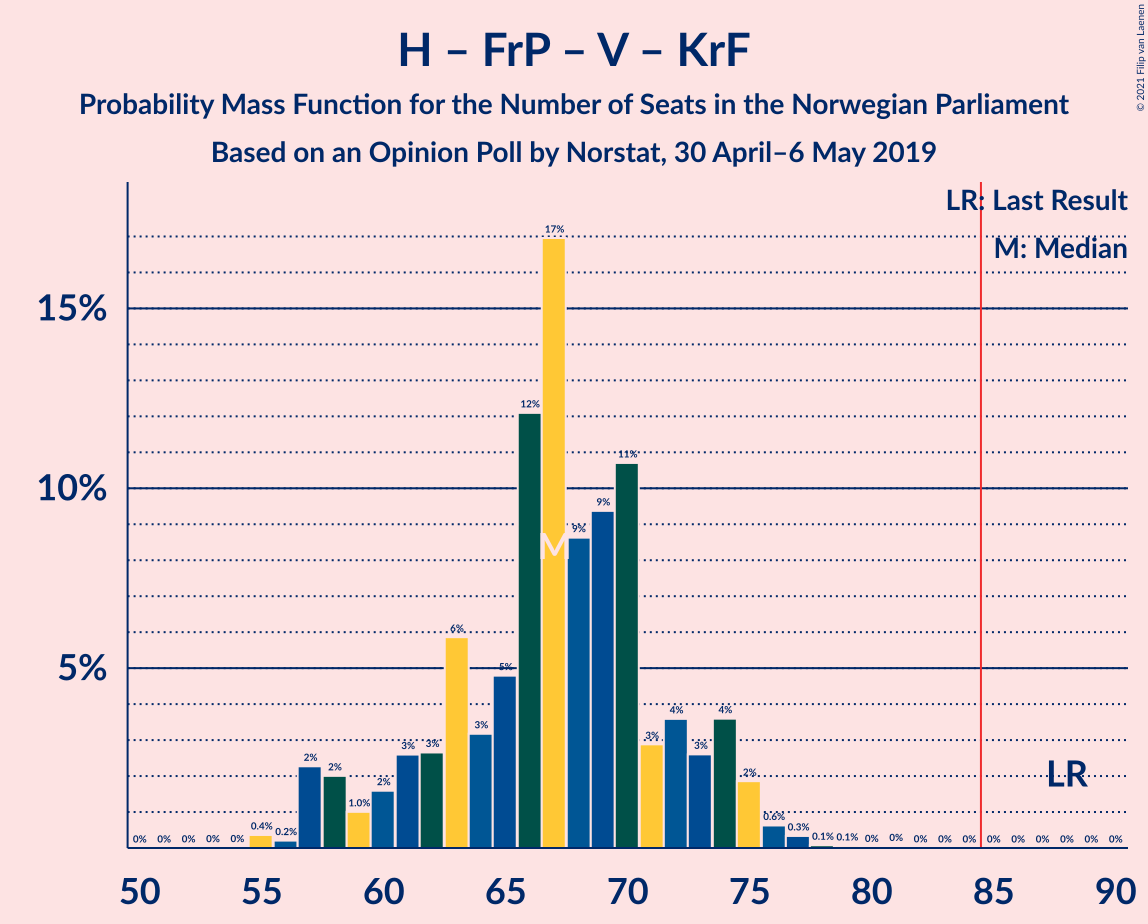 H – FrP – V – KrF
Probability Mass Function for the Number of Seats in the Norwegian Parliament
Based on an Opinion Poll by Norstat, 30 April–6 May 2019
© 2021 Filip van Laenen
LR: Last Result
M: Median
15%
10%
5%
0% 0% 0% 0% 0% 0.4% 0.2% 2% 2% 1.0% 2% 3% 3% 6% 3% 5% 12% 17% 9% 9% 11% 3% 4% 3% 4% 2% 0.6% 0.3% 0.1% 0.1% 0% 0% 0% 0% 0% 0% 0% 0% 0% 0% 0%
M
LR
50 55 60 65 70 75 80 85 90